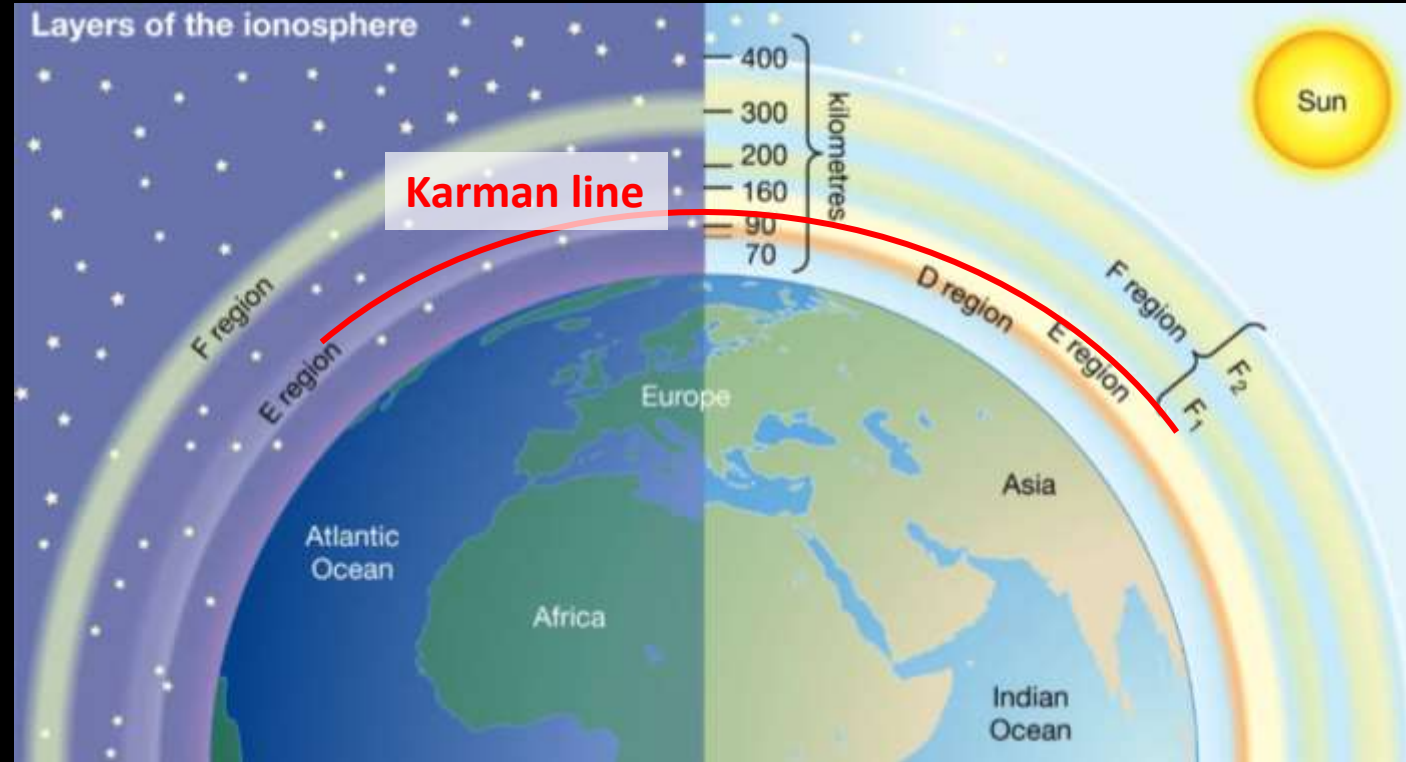 Layers of the ionosphere
400
300
200
160
90
70
kilometres
Sun
Karman line
F region
E region
D region
E region
F region
F2
F1
Europe
Asia
Atlantic
Ocean
Africa
Indian
Ocean